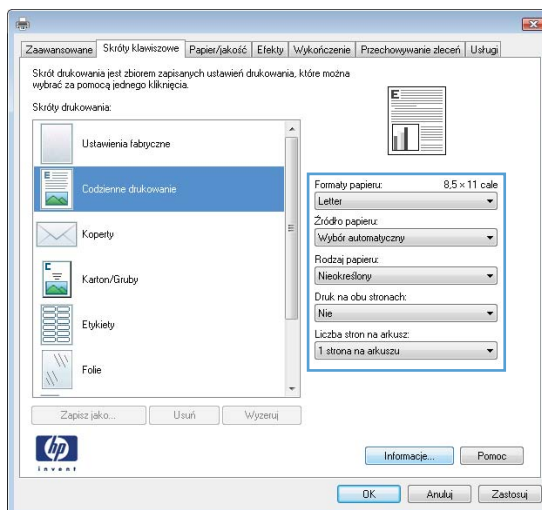 Zaawansowane Skróty klawiszowe Papier/jakość Efekty Wykończenie Przechowywanie zleceń Usługi
Skrót drukowania jest zbiorem zapisanych ustawień drukowania, które można
wybrać za pomocą jednego kliknięcia.
Skróty drukowania:
E
Ustawienia fabryczne
E
Codzienne drukowanie
Koperty
C
Karton/Gruby
Etykiety
Folie
Formaty papieru: 8,5 × 11 cale
Letter
Źródło papieru:
Wybór automatyczny
Rodzaj papieru:
Nieokreślony
Druk na obu stronach:
Nie
Liczba stron na arkusz:
1 strona na arkuszu
Zapisz jako... Usuń Wyzeruj
hp
invent
Informacje... Pomoc
OK Anuluj Zastosuj